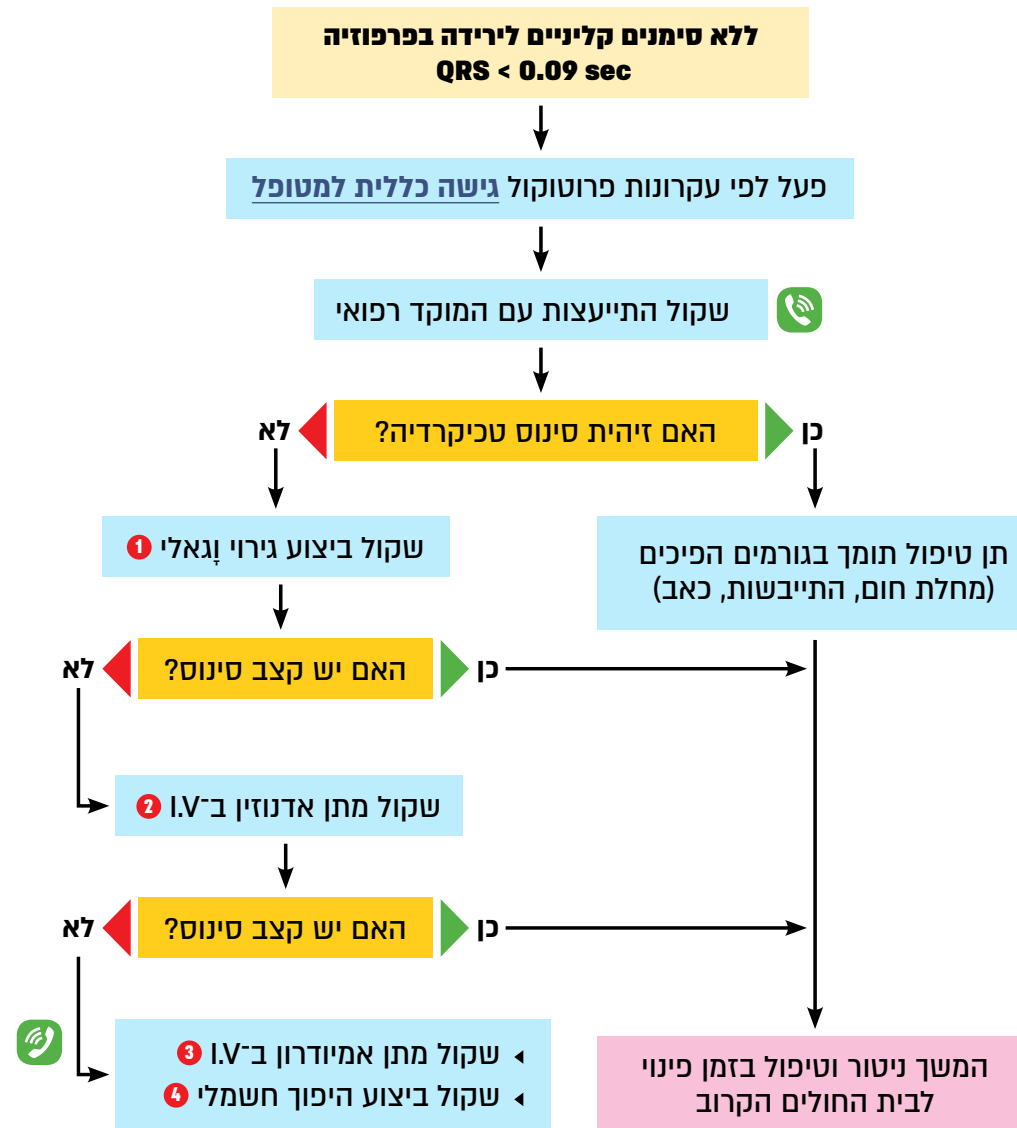 ללא סימנים קליניים לירידה בפרפוזיה
QRS < 0.09 sec
פעל לפי עקרונות פרוטוקול גישה כללית למטופל
שקול התייעצות עם המוקד רפואי
האם זיהית סינוס טכיקרדיה?
כן
לא
תן טיפול תומך בגורמים הפיכים
(מחלת חום, התייבשות, כאב)
שקול ביצוע גירוי וָגאלי 1
האם יש קצב סינוס?
כן
לא
שקול מתן אדנוזין ב־I.V 2
האם יש קצב סינוס?
כן
לא
שקול מתן אמיודרון ב־I.V 3
שקול ביצוע היפוך חשמלי 4
המשך ניטור וטיפול בזמן פינוי
לבית החולים הקרוב